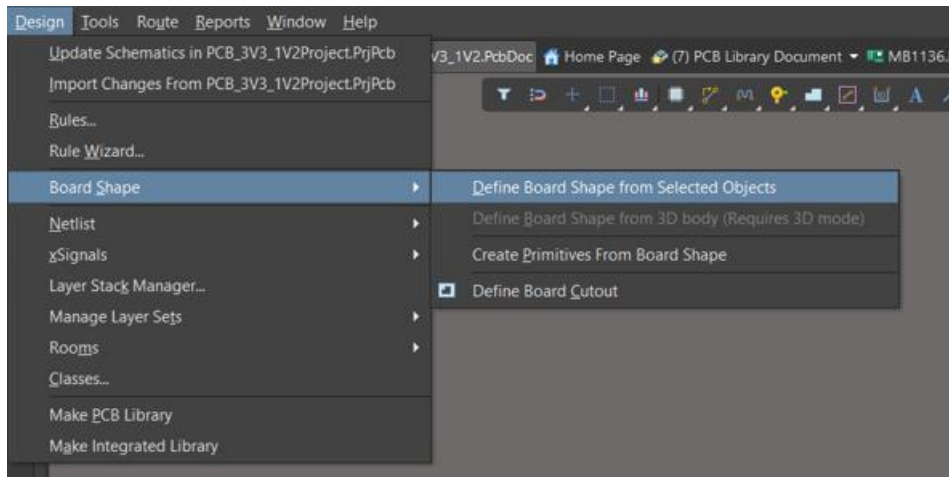 Design Tools Route Reports Window Help
Update Schematics in PCB_3V3_1V2Project.PrjPcb
Import Changes From PCB_3V3_1V2Project.PrjPcb
V3_1V2.PcbDoc Home Page (7) PCB Library Document MB1136.
Rules...
Rule Wizard...
Board Shape
Define Board Shape from Selected Objects
Define Board Shape from 3D body (Requires 3D mode)
Create Primitives From Board Shape
Define Board Cutout
Netlist
xSignals
Layer Stack Manager...
Manage Layer Sets
Rooms
Classes...
Make PCB Library
Make Integrated Library